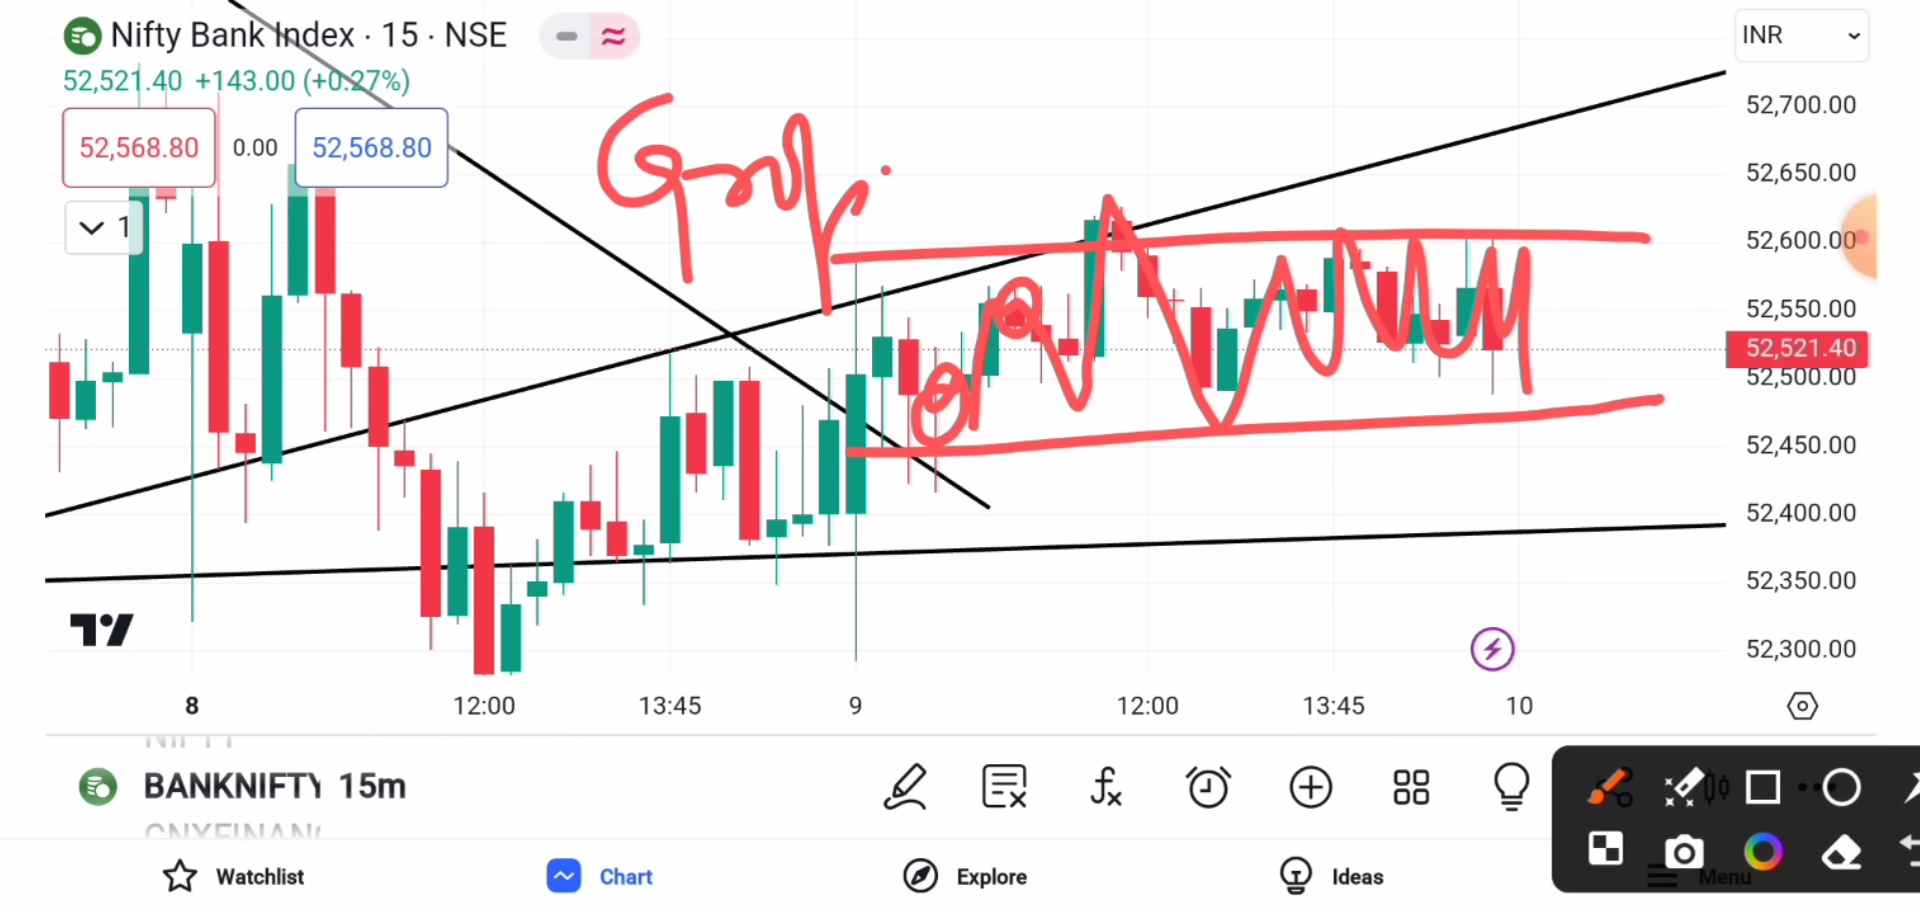 Nifty Bank Index · 15 · NSE
INR
52,521.40 +143.00 (+0.27%)
52,568.80
0.00
52,568.80
1
52,700.00
52,650.00
52,600.00
52,550.00
52,521.40
52,500.00
52,450.00
52,400.00
52,350.00
52,300.00
8
12:00
13:45
9
12:00
13:45
10
NIFTY
BANKNIFTY 15m
Watchlist
Chart
Explore
Ideas
Menu